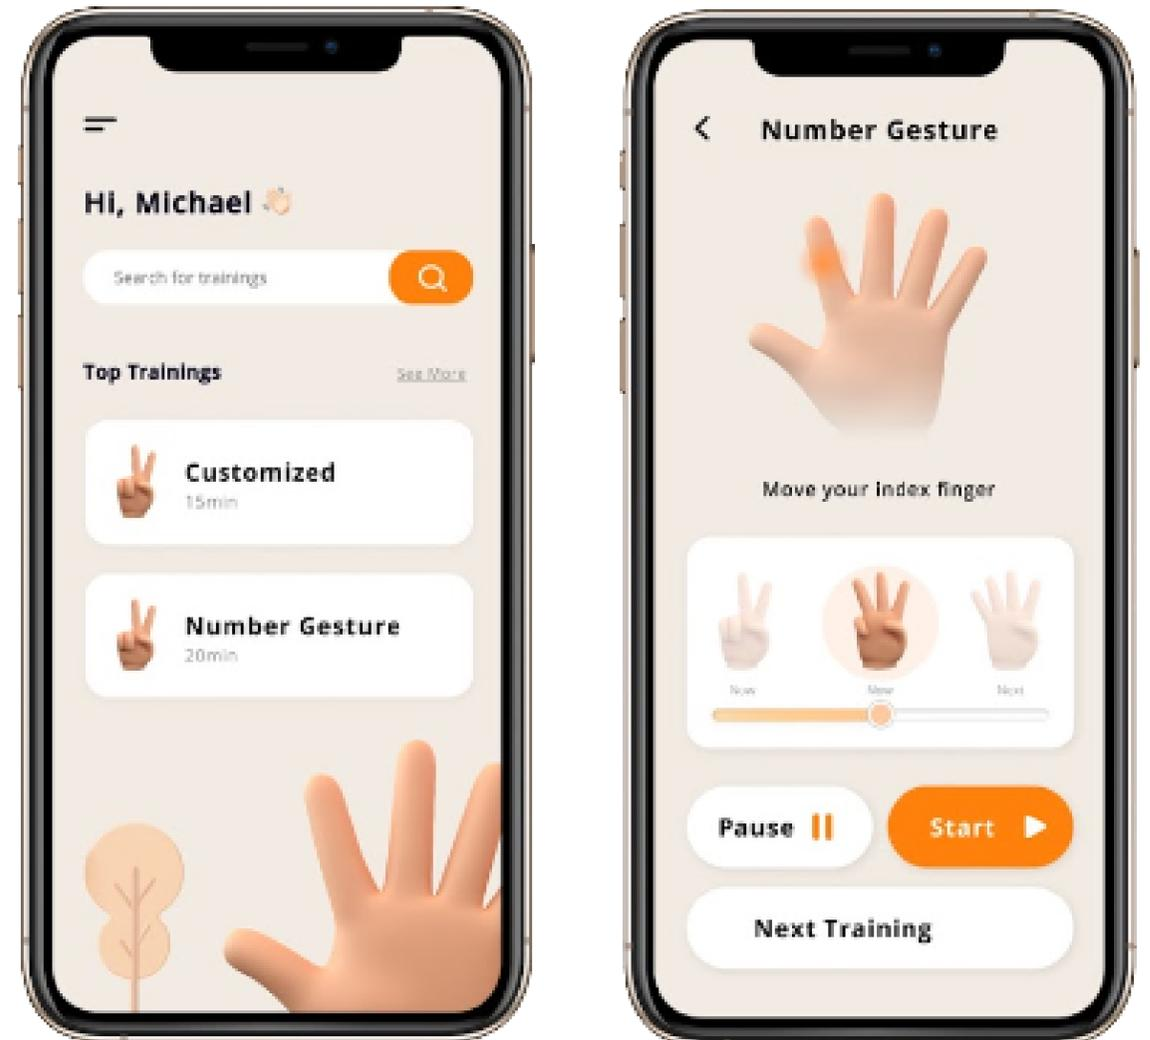 Hi, Michael
Search for trainings
Top Trainings
See More
Customized
15min
Number Gesture
20min
Number Gesture
Move your index finger
Now
Now
Next
Pause
Start
Next Training